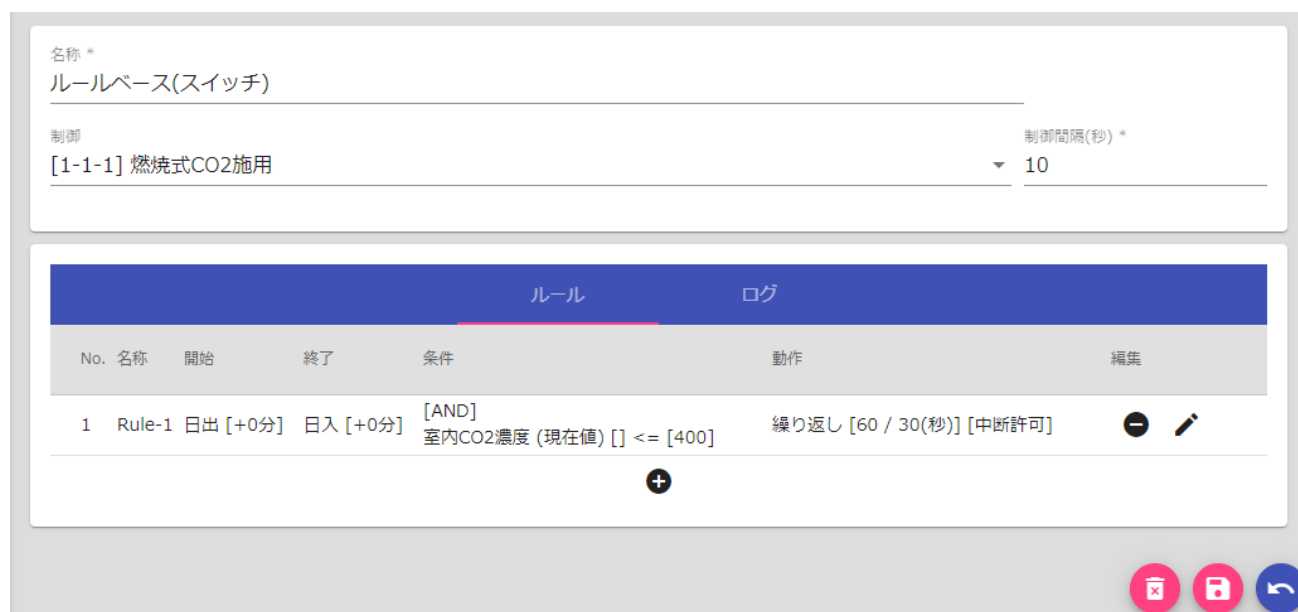 名称 *
ルールベース(スイッチ)
制御
制御間隔(秒) *
[1-1-1] 燃焼式CO2施用
10
ルール ログ
No. 名称 開始 終了 条件 動作 編集
1 Rule-1 日出 [+0分] 日入 [+0分] [AND] 繰り返し [60 / 30(秒)] [中断許可]
室内CO2濃度 (現在値) [] <= [400]